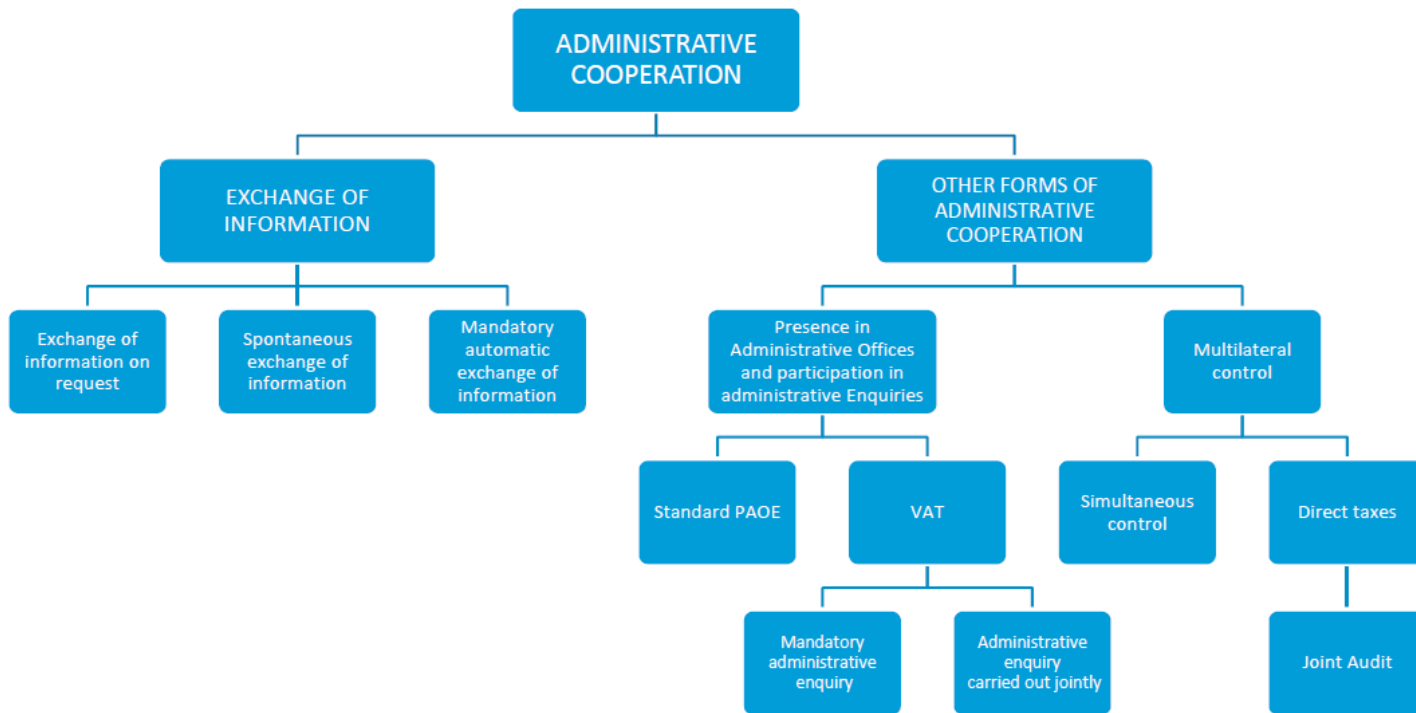 ADMINISTRATIVE
COOPERATION
EXCHANGE OF
INFORMATION
OTHER FORMS OF
ADMINISTRATIVE
COOPERATION
Exchange of
information on
request
Spontaneous
exchange of
information
Mandatory
automatic
exchange of
information
Presence in
Administrative Offices
and participation in
administrative Enquiries
Multilateral
control
Standard PAOE
VAT
Simultaneous
control
Direct taxes
Mandatory
administrative
enquiry
Administrative
enquiry
carried out jointly
Joint Audit